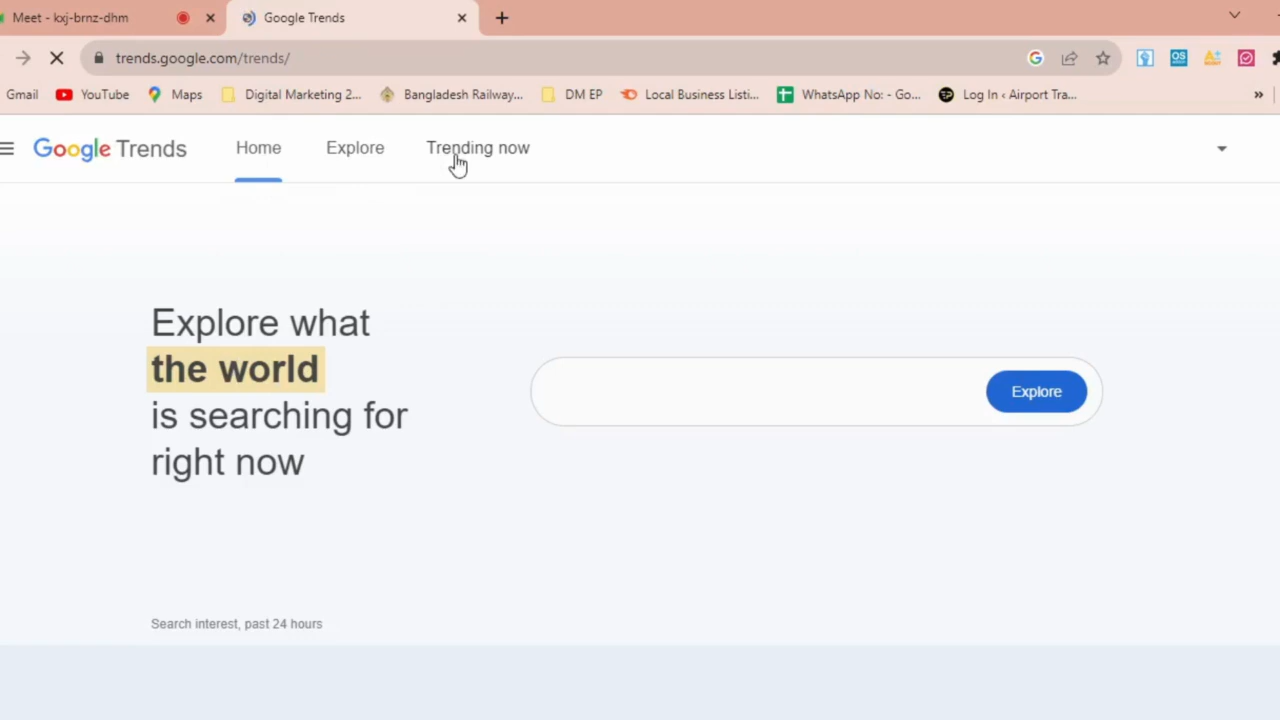 Meet - kxj-brnz-dhm
Google Trends
trends.google.com/trends/
Gmail YouTube Maps Digital Marketing 2... Bangladesh Railway... DM EP Local Business Listi... WhatsApp No: - Go... Log In ‹ Airport Tra... »
Google Trends Home Explore Trending now
Explore what
the world
is searching for
right now
Explore
Search interest, past 24 hours